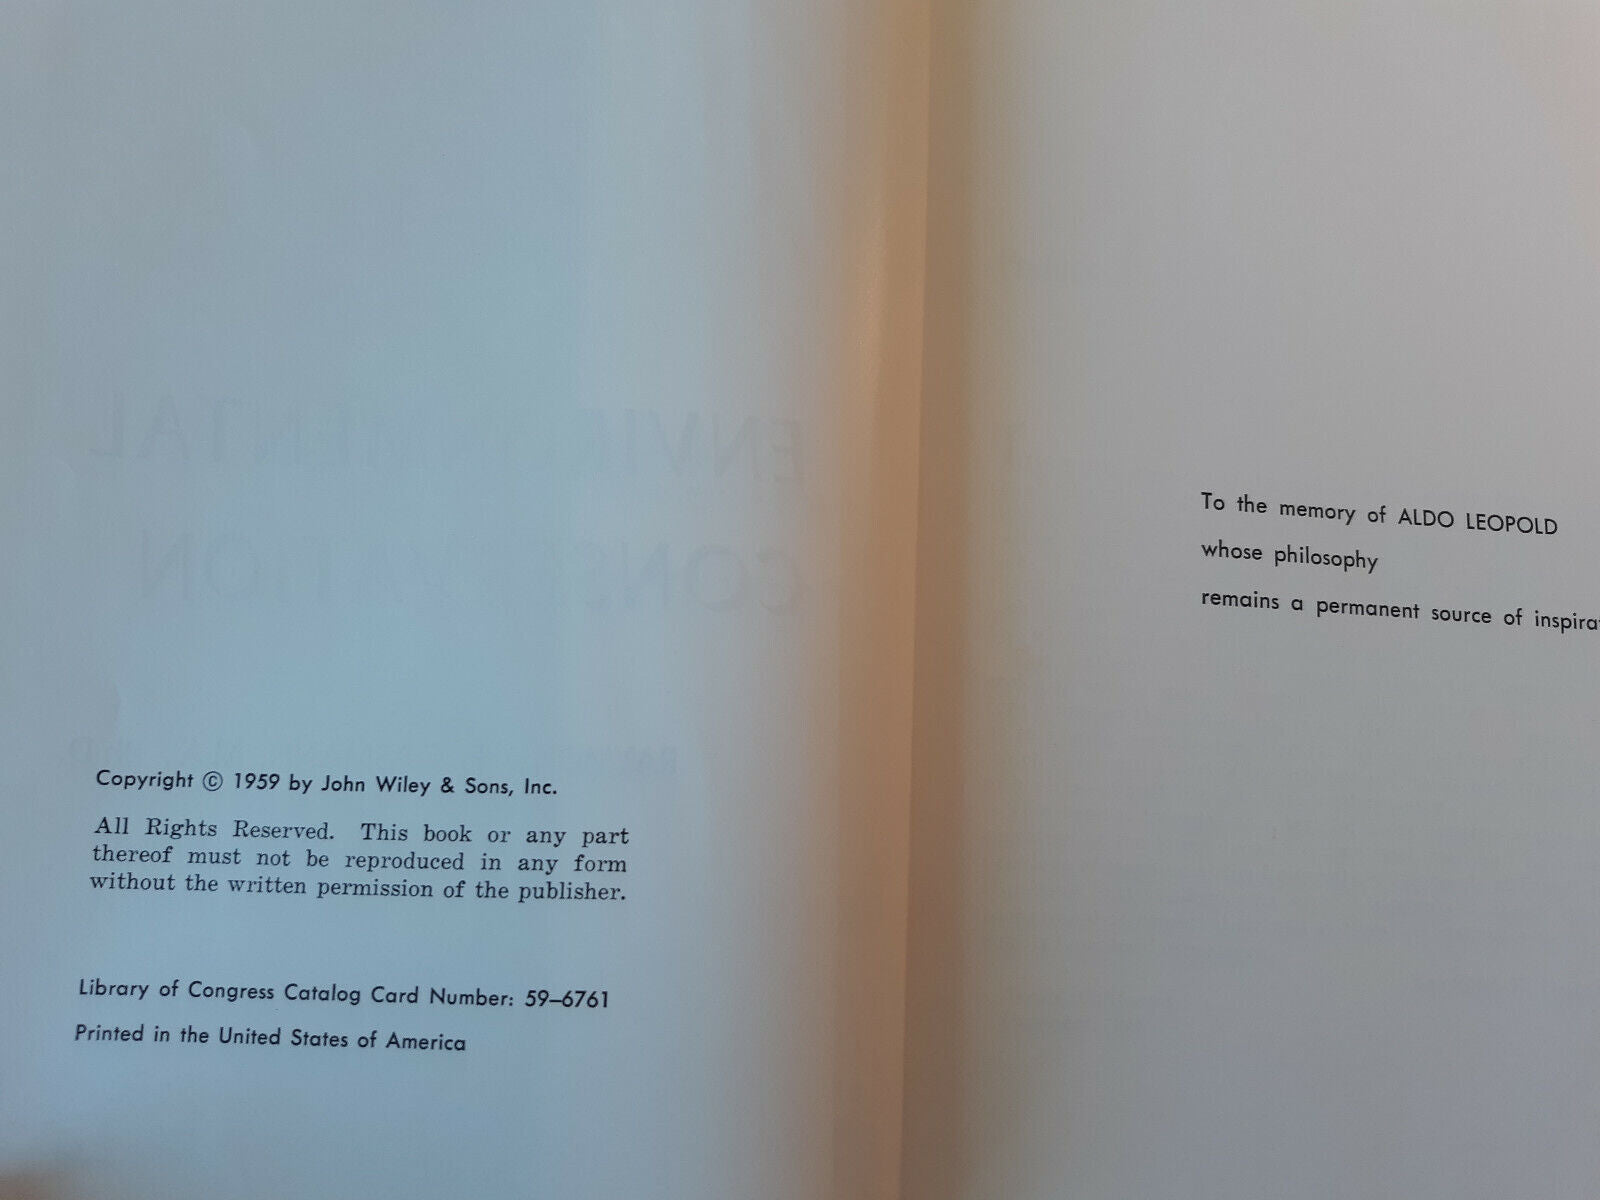 Copyright © 1959 by John Wiley & Sons, Inc.
All Rights Reserved. This book or any part
thereof must not be reproduced in any form
without the written permission of the publisher.
Library of Congress Catalog Card Number: 59–6761
Printed in the United States of America
To the memory of ALDO LEOPOLD
whose philosophy
remains a permanent source of inspira